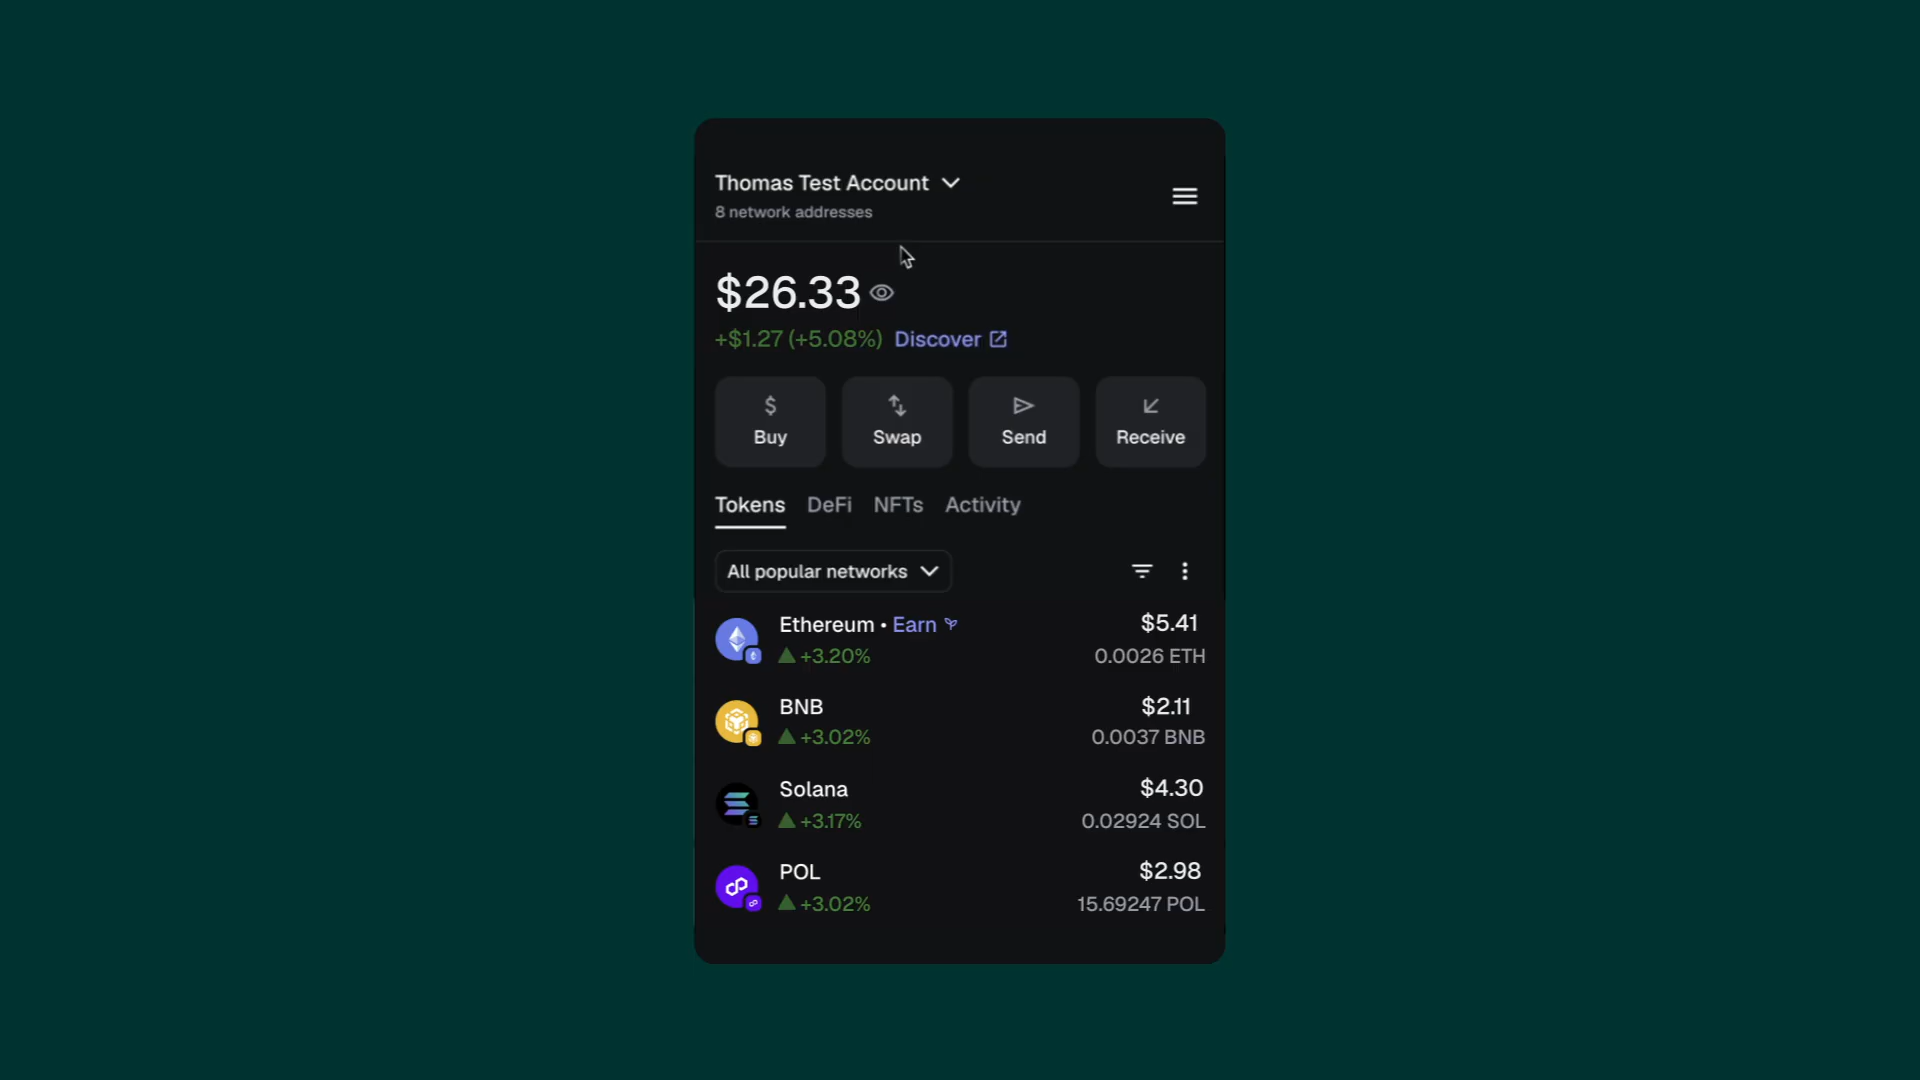 Thomas Test Account
8 network addresses
$26.33
+$1.27 (+5.08%) Discover
Buy Swap Send Receive
Tokens DeFi NFTs Activity
All popular networks
Ethereum • Earn $5.41
+3.20% 0.0026 ETH
BNB $2.11
+3.02% 0.0037 BNB
Solana $4.30
+3.17% 0.02924 SOL
POL $2.98
+3.02% 15.69247 POL